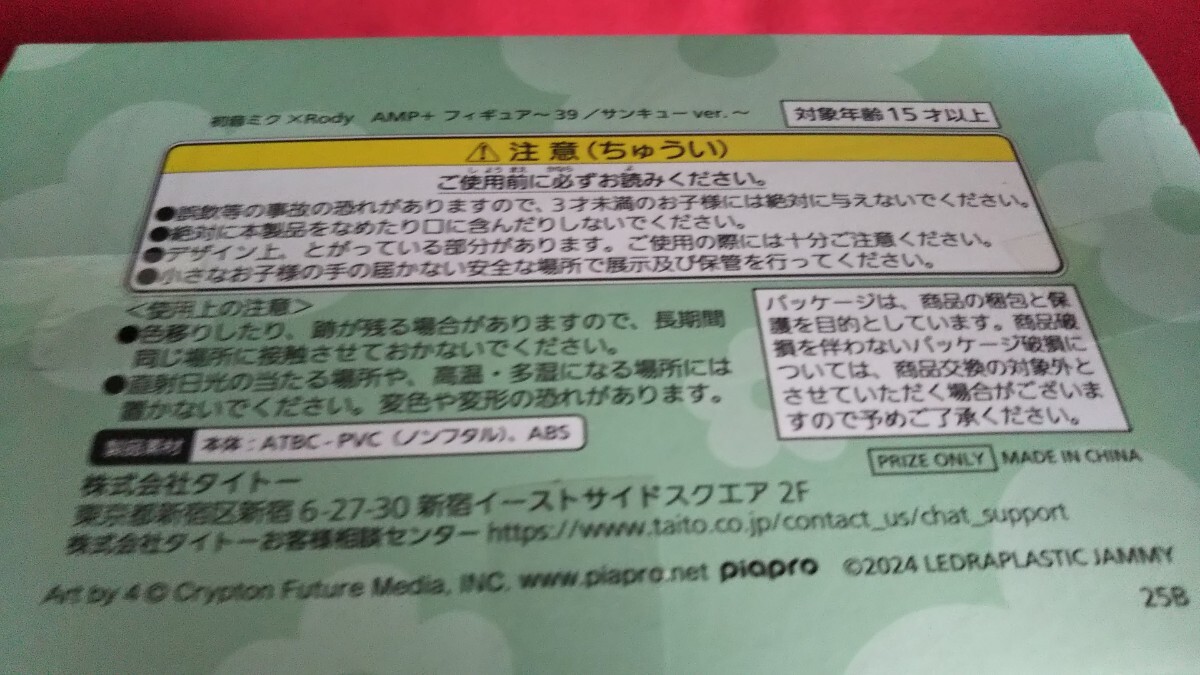 初音ミク×Rody AMP+ フィギュア～39／サンキューver.～
対象年齢15才以上
⚠注意(ちゅうい)
ご使用前に必ずお読みください。
●誤飲等の事故の恐れがありますので、3才未満のお子様には絶対に与えないでください。
●絶対に本製品をなめたり口に含んだりしないでください。
●デザイン上、とがっている部分があります。ご使用の際には十分ご注意ください。
●小さなお子様の手の届かない安全な場所で展示及び保管を行ってください。
<使用上の注意>
●色移りしたり、跡が残る場合がありますので、長期間
同じ場所に接触させておかないでください。
●直射日光の当たる場所や、高温・多湿になる場所には
置かないでください。変色や変形の恐れがあります。
パッケージは、商品の梱包と保
護を目的としています。商品破
損を伴わないパッケージ破損に
ついては、商品交換の対象外と
させていただく場合がございま
すので予めご了承ください。
製品素材 本体：ATBC-PVC（ノンフタル）、ABS
PRIZE ONLY MADE IN CHINA
株式会社タイトー
東京都新宿区新宿6-27-30 新宿イーストサイドスクエア 2F
株式会社タイトーお客様相談センター https://www.taito.co.jp/contact_us/chat_support
Art by 4 © Crypton Future Media, INC. www.piapro.net piapro ©2024 LEDRAPLASTIC JAMMY
25B